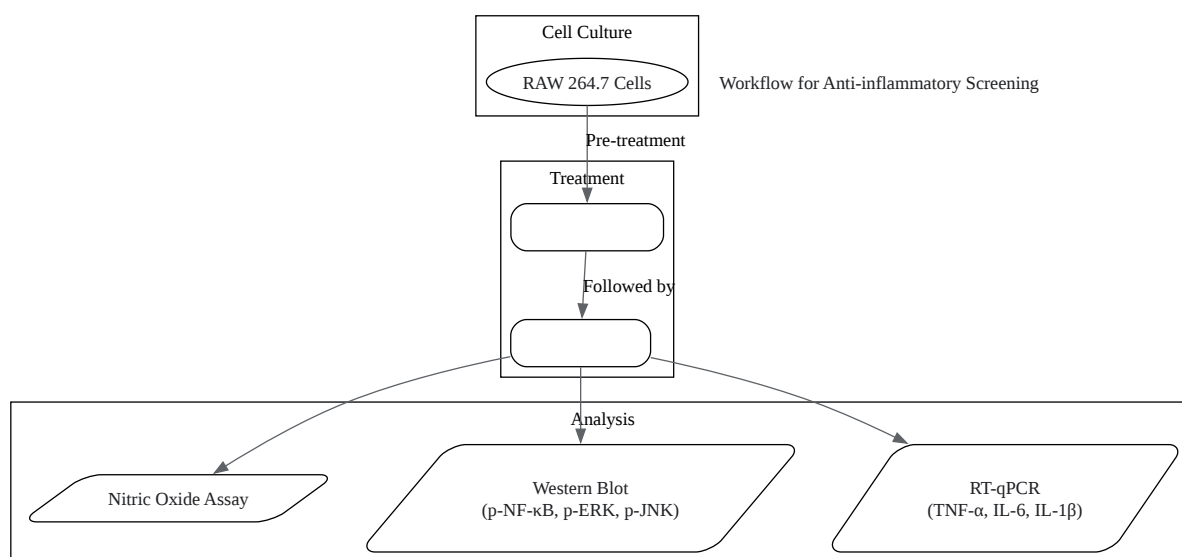 Cell Culture
RAW 264.7 Cells
Workflow for Anti-inflammatory Screening
Pre-treatment
Treatment
Followed by
Analysis
Nitric Oxide Assay
Western Blot
(p-NF-κB, p-ERK, p-JNK)
RT-qPCR
(TNF-α, IL-6, IL-1β)